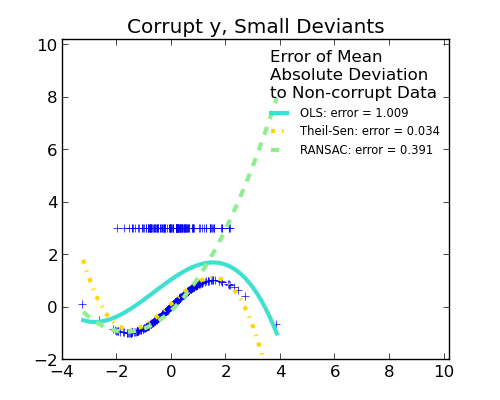 Corrupt y, Small Deviants
Error of Mean
Absolute Deviation
to Non-corrupt Data
OLS: error = 1.009
Theil-Sen: error = 0.034
RANSAC: error = 0.391
10
8
6
4
2
0
−2
−4 −2 0 2 4 6 8 10